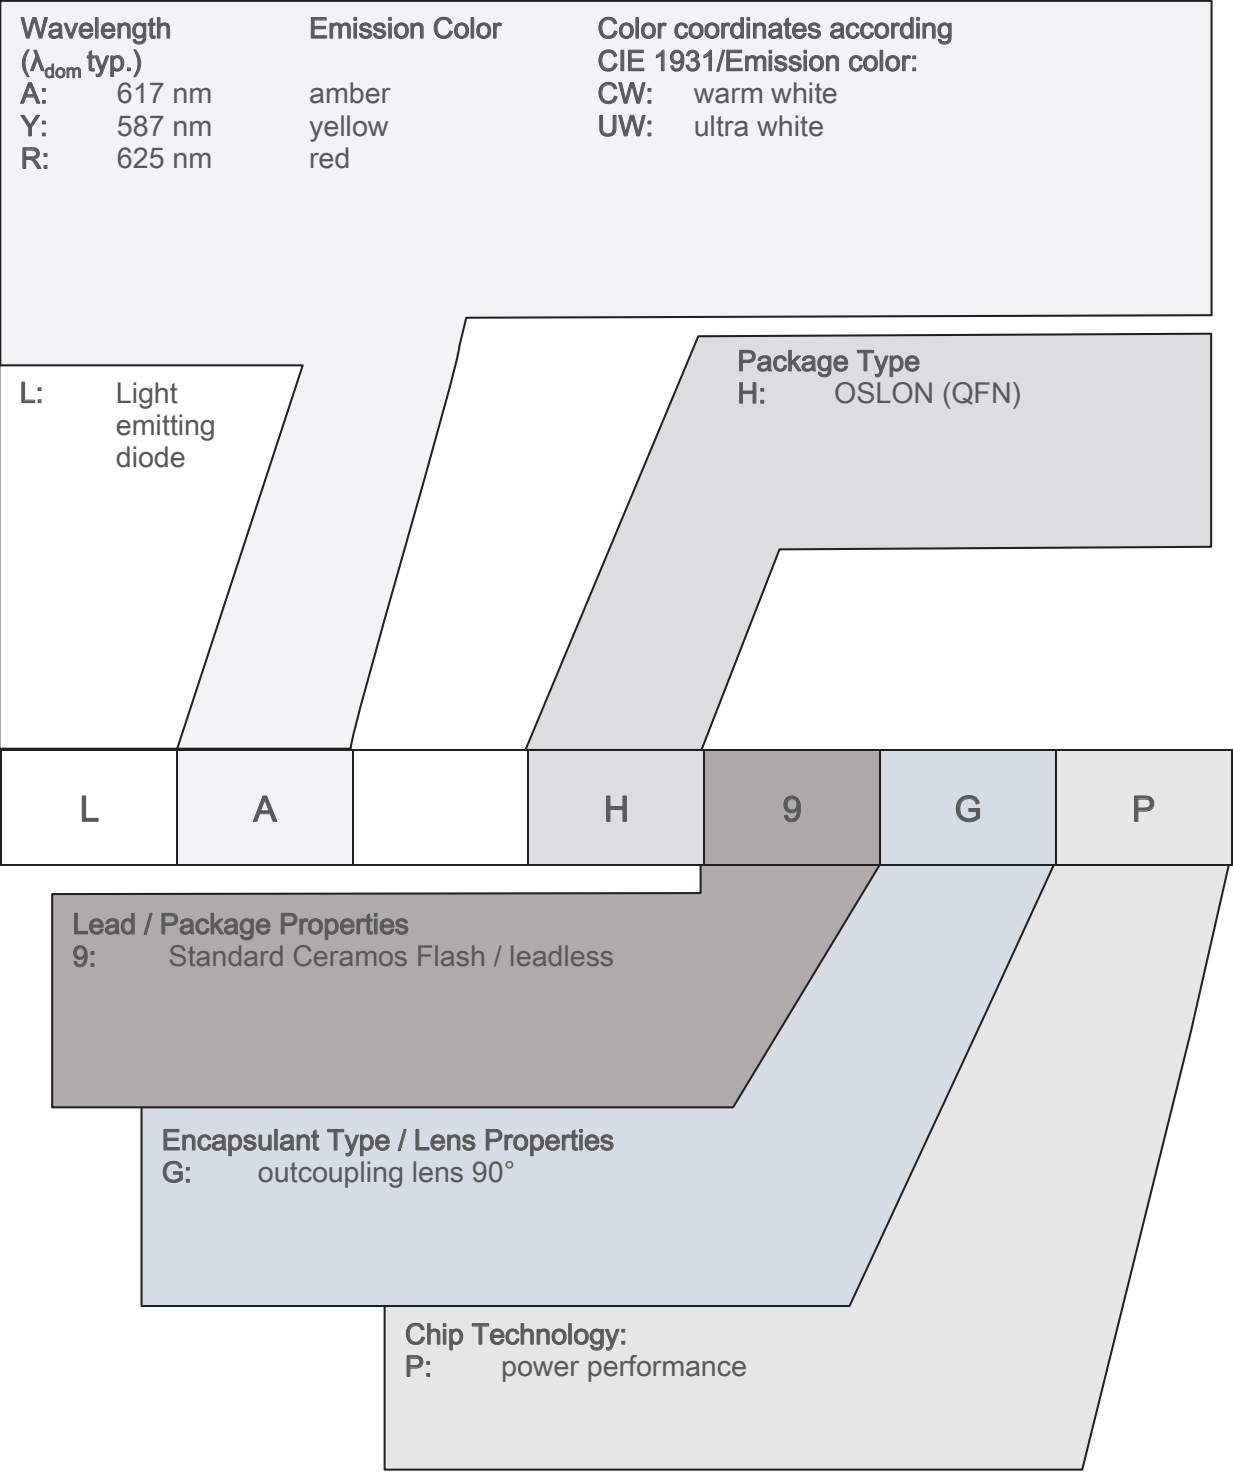 Wavelength Emission Color Color coordinates according
(λdom typ.) CIE 1931/Emission color:
A: 617 nm amber CW: warm white
Y: 587 nm yellow UW: ultra white
R: 625 nm red
Package Type
L: Light H: OSLON (QFN)
emitting
diode
L A H 9 G P
Lead / Package Properties
9: Standard Ceramos Flash / leadless
Encapsulant Type / Lens Properties
G: outcoupling lens 90°
Chip Technology:
P: power performance